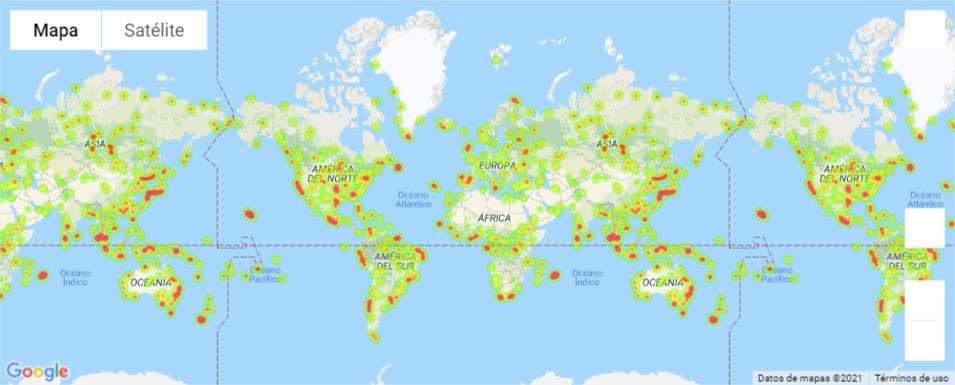 Mapa Satélite
ASIA
EUROPA
ASIA
AMÉRICA
DEL NORTE
AMÉRICA
DEL NORTE
Océano
Atlántico
Océano
Atlántico
ÁFRICA
AMÉRICA
DEL SUR
AMÉRICA
DEL SUR
Océano
Índico
Océano
Pacífico
Océano
Índico
Océano
Pacífico
OCEANÍA
OCEANÍA
Google
Datos de mapas ©2021 Términos de uso